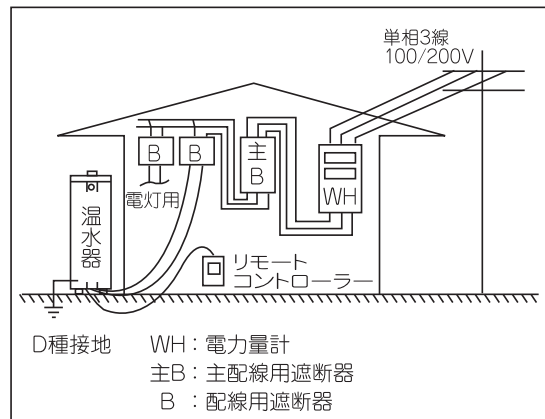 単相3線
100/200V
主
B
B
B
WH
電灯用
温水器
リモート
コントローラー
D種接地
WH：電力量計
主B：主配線用遮断器
B：配線用遮断器